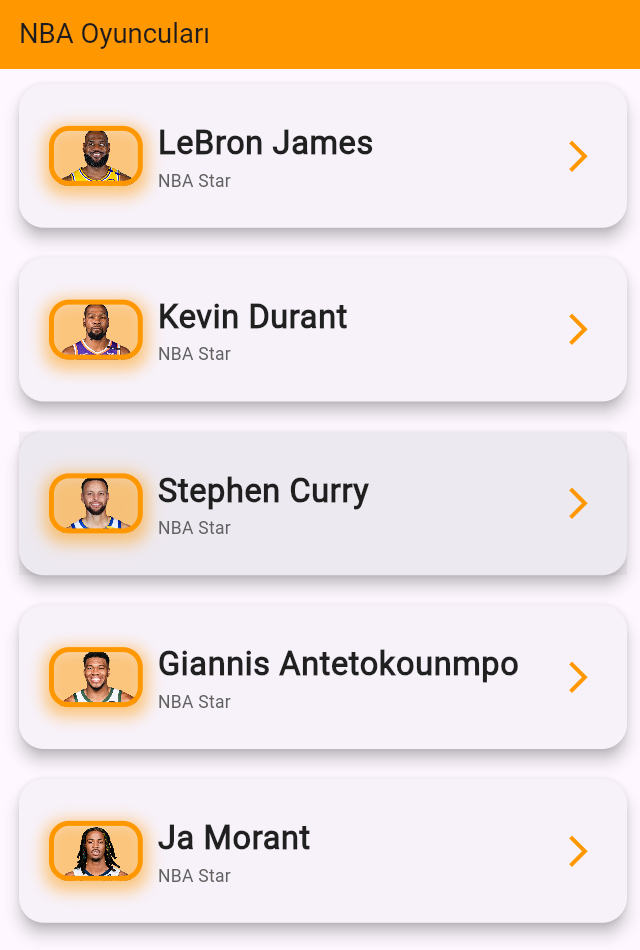 NBA Oyuncuları
LeBron James
NBA Star
Kevin Durant
NBA Star
Stephen Curry
NBA Star
Giannis Antetokounmpo
NBA Star
Ja Morant
NBA Star